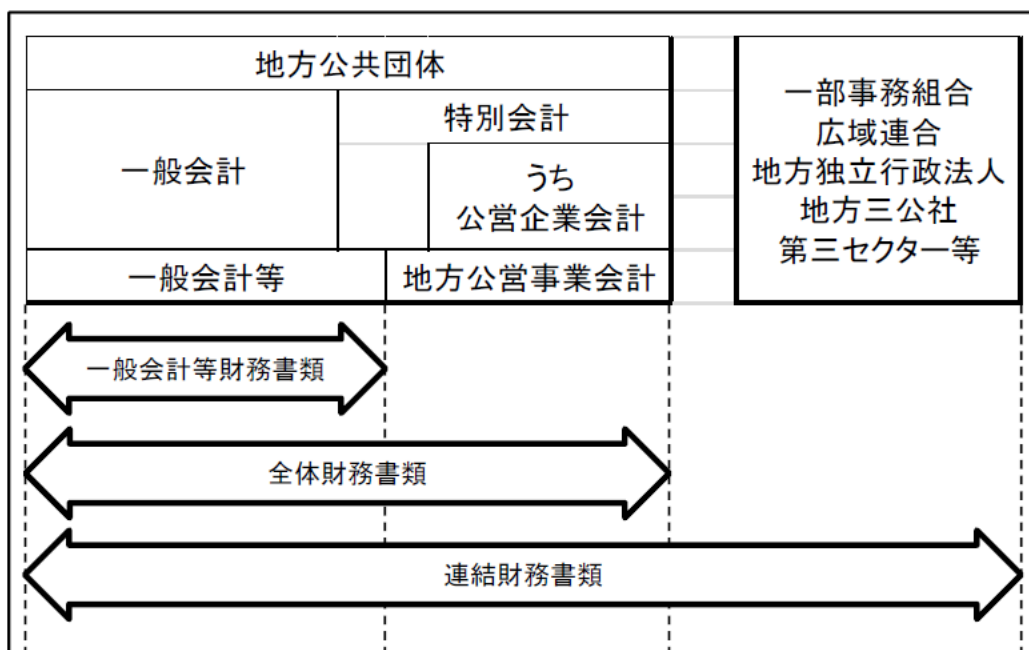 地方公共団体
一般会計
特別会計
うち
公営企業会計
一般会計等
地方公営事業会計
一部事務組合
広域連合
地方独立行政法人
地方三公社
第三セクター等
一般会計等財務書類
全体財務書類
連結財務書類